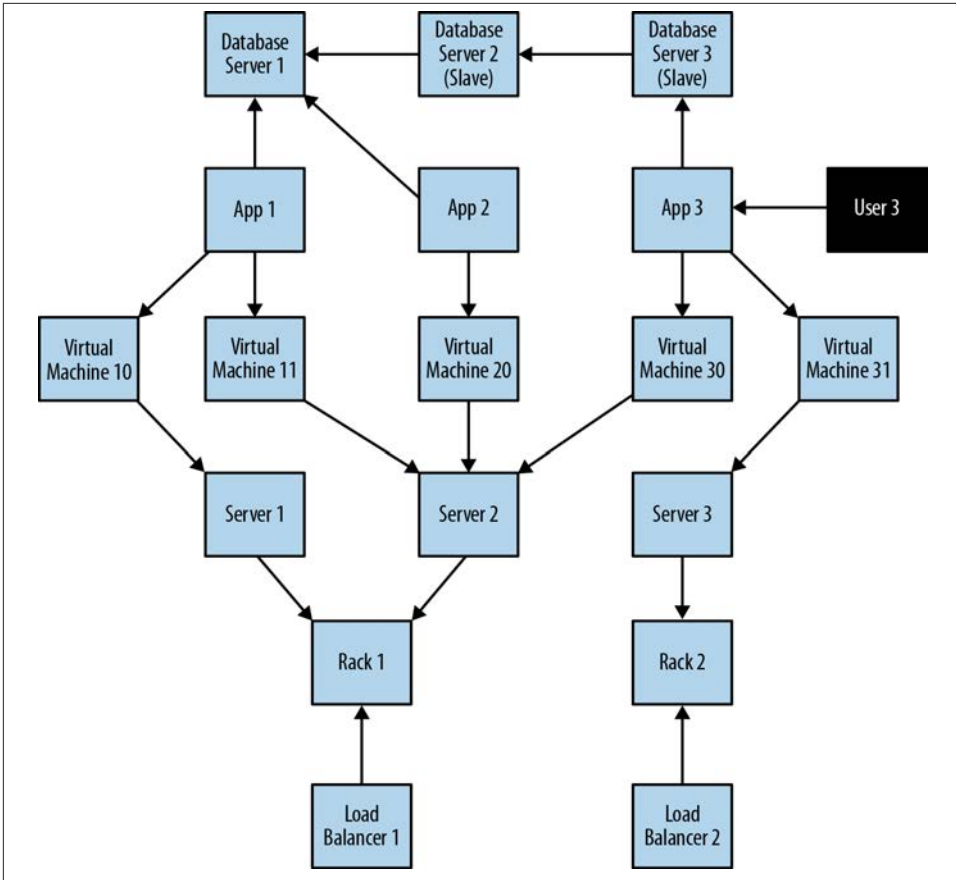 Database
Server 1
Database
Server 2
(Slave)
Database
Server 3
(Slave)
App 1
App 2
App 3
User 3
Virtual
Machine 10
Virtual
Machine 11
Virtual
Machine 20
Virtual
Machine 30
Virtual
Machine 31
Server 1
Server 2
Server 3
Rack 1
Rack 2
Load
Balancer 1
Load
Balancer 2